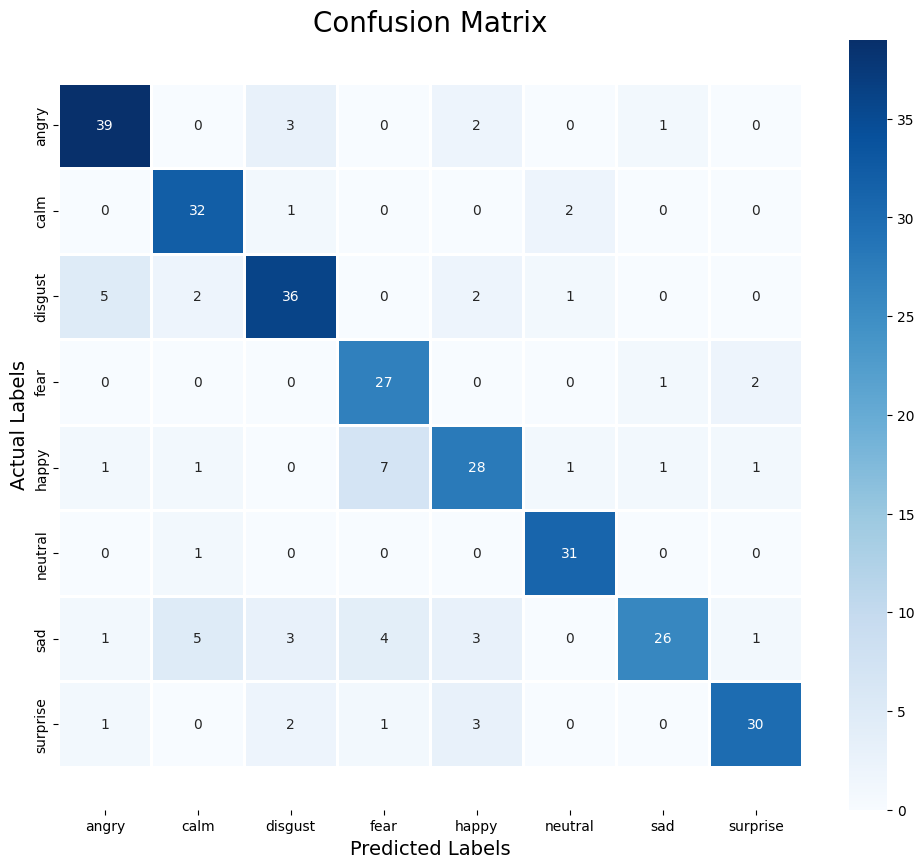 Confusion Matrix
angry 39 0 3 0 2 0 1 0
calm 0 32 1 0 0 2 0 0
disgust 5 2 36 0 2 1 0 0
fear 0 0 0 27 0 0 1 2
happy 1 1 0 7 28 1 1 1
neutral 0 1 0 0 0 31 0 0
sad 1 5 3 4 3 0 26 1
surprise 1 0 2 1 3 0 0 30
Actual Labels
angry calm disgust fear happy neutral sad surprise
Predicted Labels
35
30
25
20
15
10
5
0